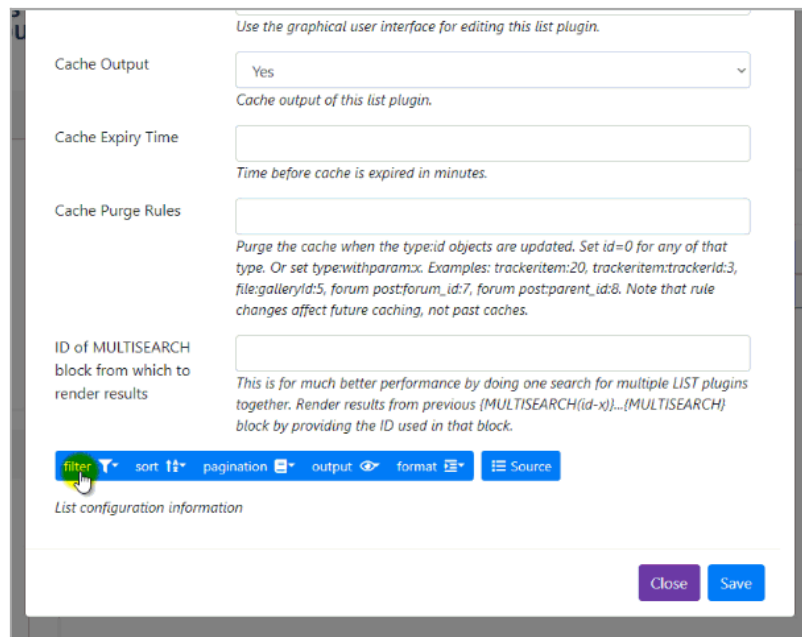 Use the graphical user interface for editing this list plugin.
Cache Output
Yes
Cache output of this list plugin.
Cache Expiry Time
Time before cache is expired in minutes.
Cache Purge Rules
Purge the cache when the type:id objects are updated. Set id=0 for any of that
type. Or set type:withparam:x. Examples: trackeritem:20, trackeritem:trackerId:3,
file:galleryId:5, forum post:forum_id:7, forum post:parent_id:8. Note that rule
changes affect future caching, not past caches.
ID of MULTISEARCH
block from which to
render results
This is for much better performance by doing one search for multiple LIST plugins
together. Render results from previous {MULTISEARCH(id-x)}...{MULTISEARCH}
block by providing the ID used in that block.
filter sort pagination output format Source
List configuration information
Close Save